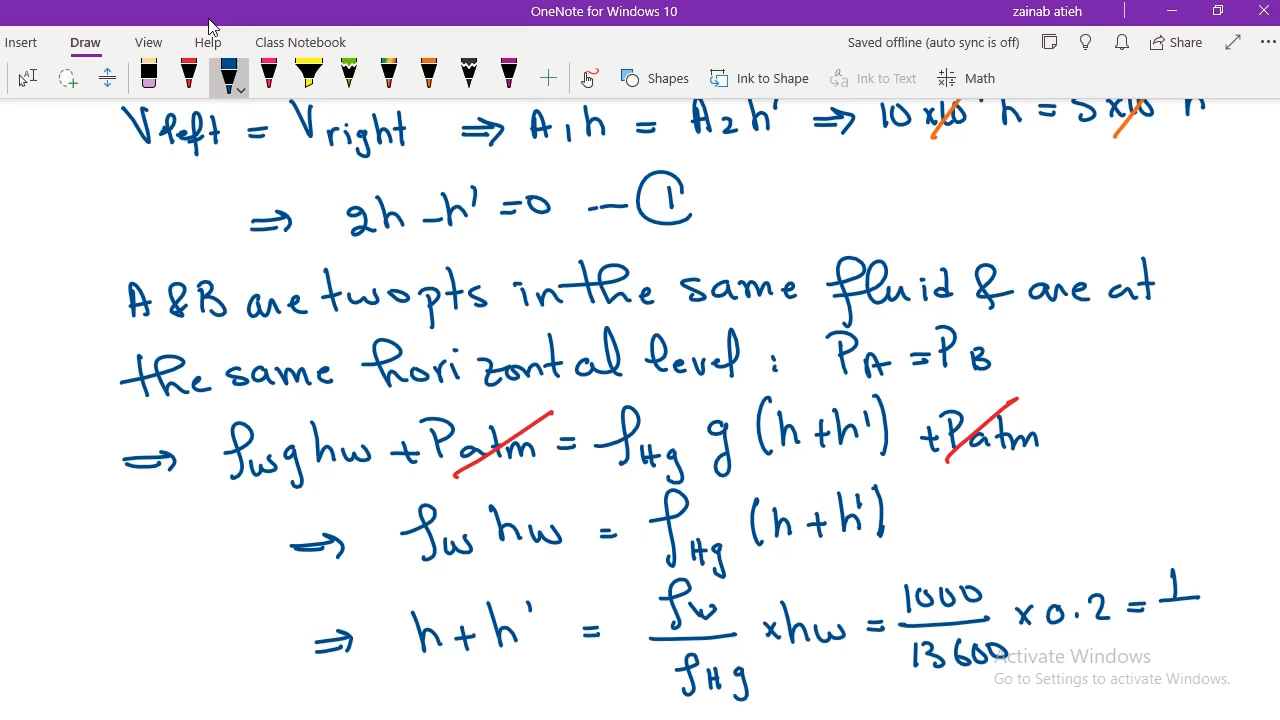 OneNote for Windows 10
zainab atieh
Insert Draw View Help Class Notebook Saved offline (auto sync is off) Share
Shapes Ink to Shape Ink to Text Math
Vleft = Vright ⇒ A1h = A2h' ⇒ 10 x10 h = 5 x10 h
⇒ 2h - h' = 0 --- ①
A & B are two pts in the same fluid & are at
the same horizontal level : PA = PB
⇒ ρw g hw + Patm = ρHg g (h + h') + Patm
⇒ ρw hw = ρHg (h + h')
⇒ h + h' = ρw / ρHg x hw = 1000 / 13600 x 0.2 = 1
Activate Windows
Go to Settings to activate Windows.